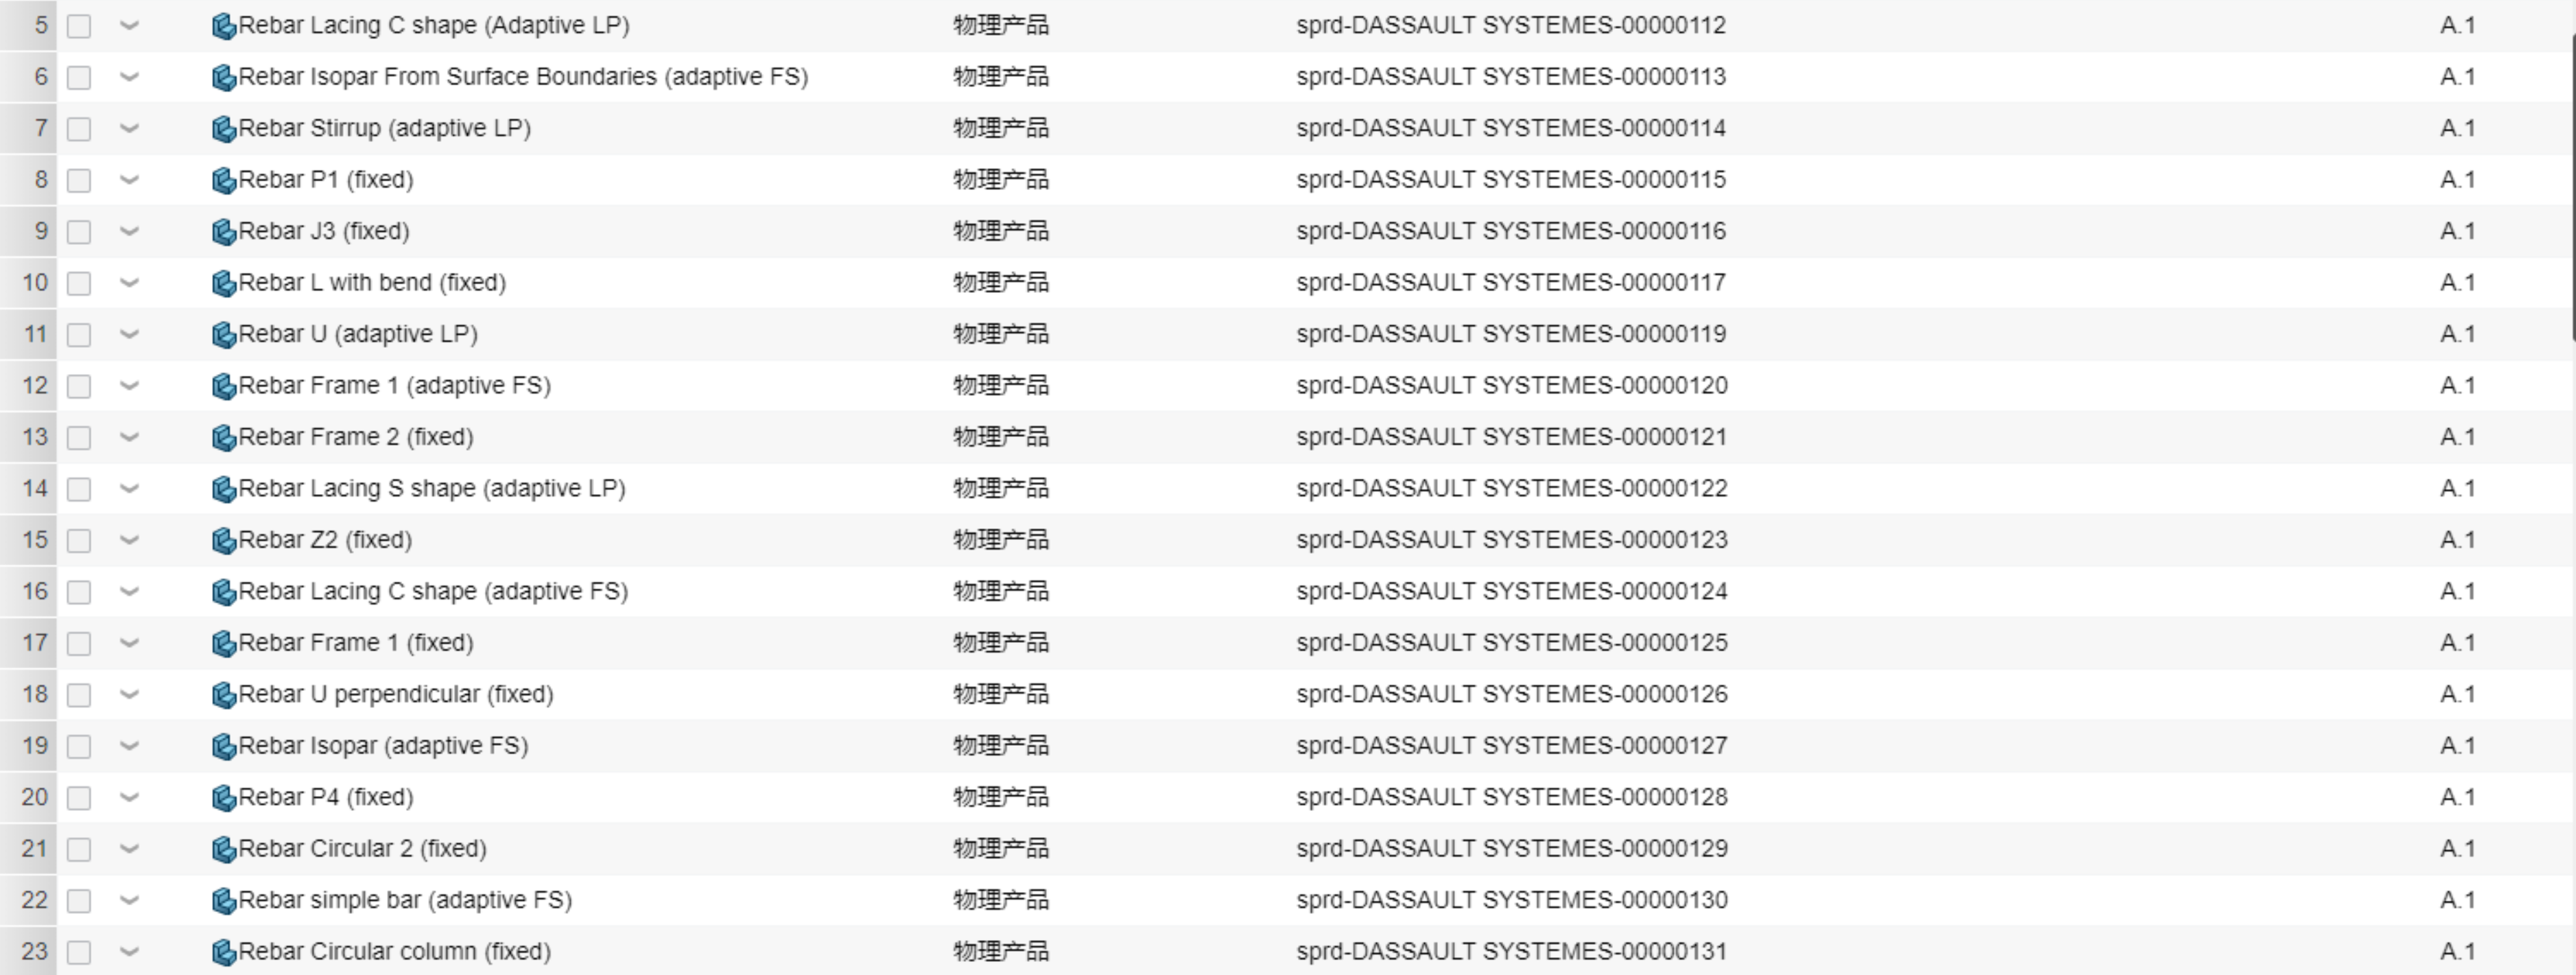 5 Rebar Lacing C shape (Adaptive LP) 物理产品 sprd-DASSAULT SYSTEMES-00000112 A.1
6 Rebar Isopar From Surface Boundaries (adaptive FS) 物理产品 sprd-DASSAULT SYSTEMES-00000113 A.1
7 Rebar Stirrup (adaptive LP) 物理产品 sprd-DASSAULT SYSTEMES-00000114 A.1
8 Rebar P1 (fixed) 物理产品 sprd-DASSAULT SYSTEMES-00000115 A.1
9 Rebar J3 (fixed) 物理产品 sprd-DASSAULT SYSTEMES-00000116 A.1
10 Rebar L with bend (fixed) 物理产品 sprd-DASSAULT SYSTEMES-00000117 A.1
11 Rebar U (adaptive LP) 物理产品 sprd-DASSAULT SYSTEMES-00000119 A.1
12 Rebar Frame 1 (adaptive FS) 物理产品 sprd-DASSAULT SYSTEMES-00000120 A.1
13 Rebar Frame 2 (fixed) 物理产品 sprd-DASSAULT SYSTEMES-00000121 A.1
14 Rebar Lacing S shape (adaptive LP) 物理产品 sprd-DASSAULT SYSTEMES-00000122 A.1
15 Rebar Z2 (fixed) 物理产品 sprd-DASSAULT SYSTEMES-00000123 A.1
16 Rebar Lacing C shape (adaptive FS) 物理产品 sprd-DASSAULT SYSTEMES-00000124 A.1
17 Rebar Frame 1 (fixed) 物理产品 sprd-DASSAULT SYSTEMES-00000125 A.1
18 Rebar U perpendicular (fixed) 物理产品 sprd-DASSAULT SYSTEMES-00000126 A.1
19 Rebar Isopar (adaptive FS) 物理产品 sprd-DASSAULT SYSTEMES-00000127 A.1
20 Rebar P4 (fixed) 物理产品 sprd-DASSAULT SYSTEMES-00000128 A.1
21 Rebar Circular 2 (fixed) 物理产品 sprd-DASSAULT SYSTEMES-00000129 A.1
22 Rebar simple bar (adaptive FS) 物理产品 sprd-DASSAULT SYSTEMES-00000130 A.1
23 Rebar Circular column (fixed) 物理产品 sprd-DASSAULT SYSTEMES-00000131 A.1